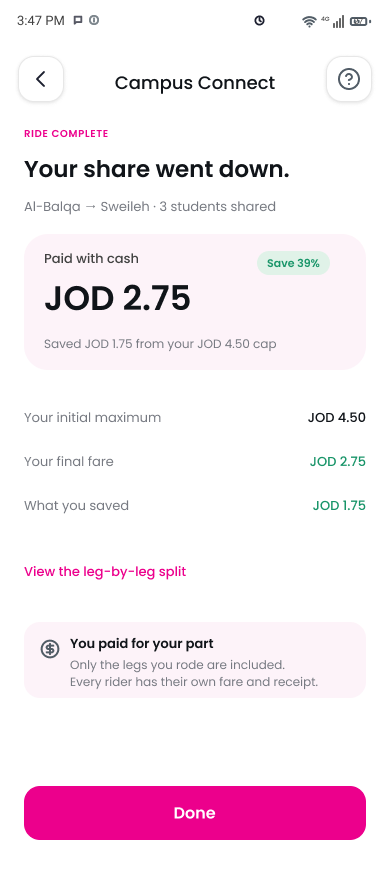 3:47 PM
4G
Campus Connect
RIDE COMPLETE
Your share went down.
Al-Balqa → Sweileh · 3 students shared
Paid with cash
Save 39%
JOD 2.75
Saved JOD 1.75 from your JOD 4.50 cap
Your initial maximum
JOD 4.50
Your final fare
JOD 2.75
What you saved
JOD 1.75
View the leg-by-leg split
You paid for your part
Only the legs you rode are included.
Every rider has their own fare and receipt.
Done